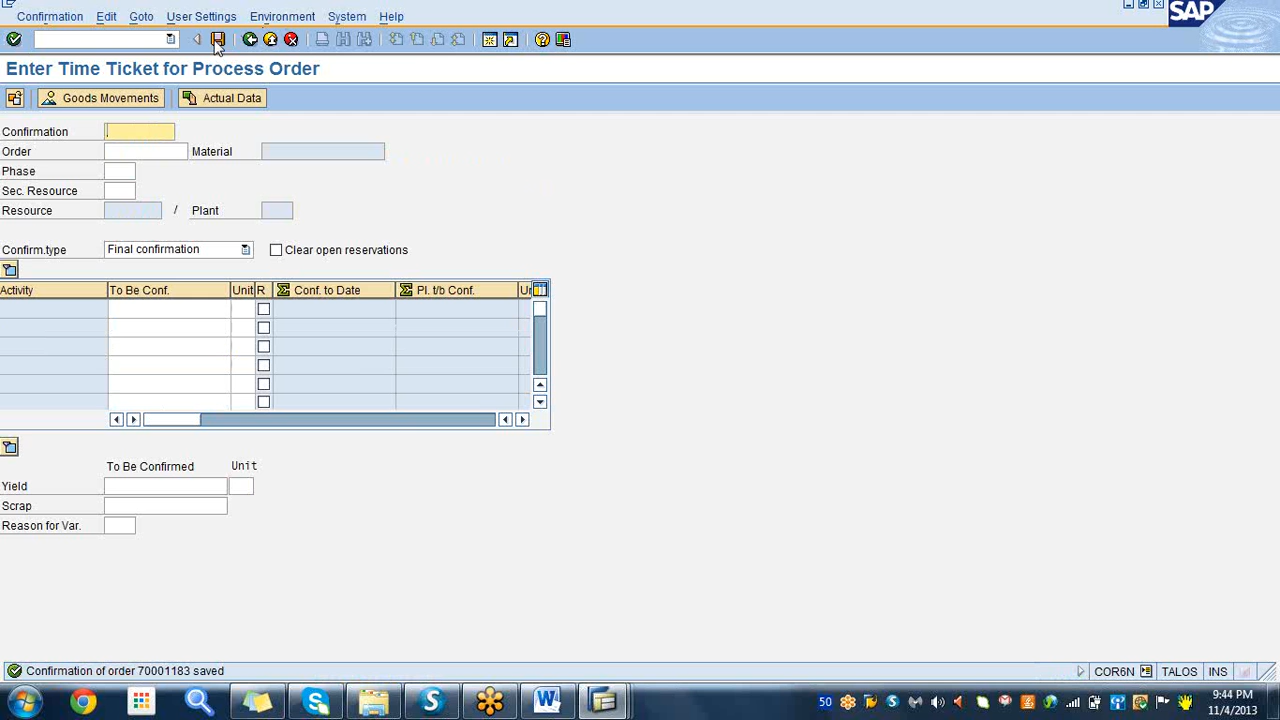 Confirmation Edit Goto User Settings Environment System Help
SAP
Enter Time Ticket for Process Order
Goods Movements Actual Data
Confirmation
Order Material
Phase
Sec. Resource
Resource / Plant
Confirm.type Final confirmation Clear open reservations
Activity To Be Conf. Unit R Conf. to Date Pl. t/b Conf.
To Be Confirmed Unit
Yield
Scrap
Reason for Var.
Confirmation of order 70001183 saved COR6N TALOS INS
50 9:44 PM
11/4/2013